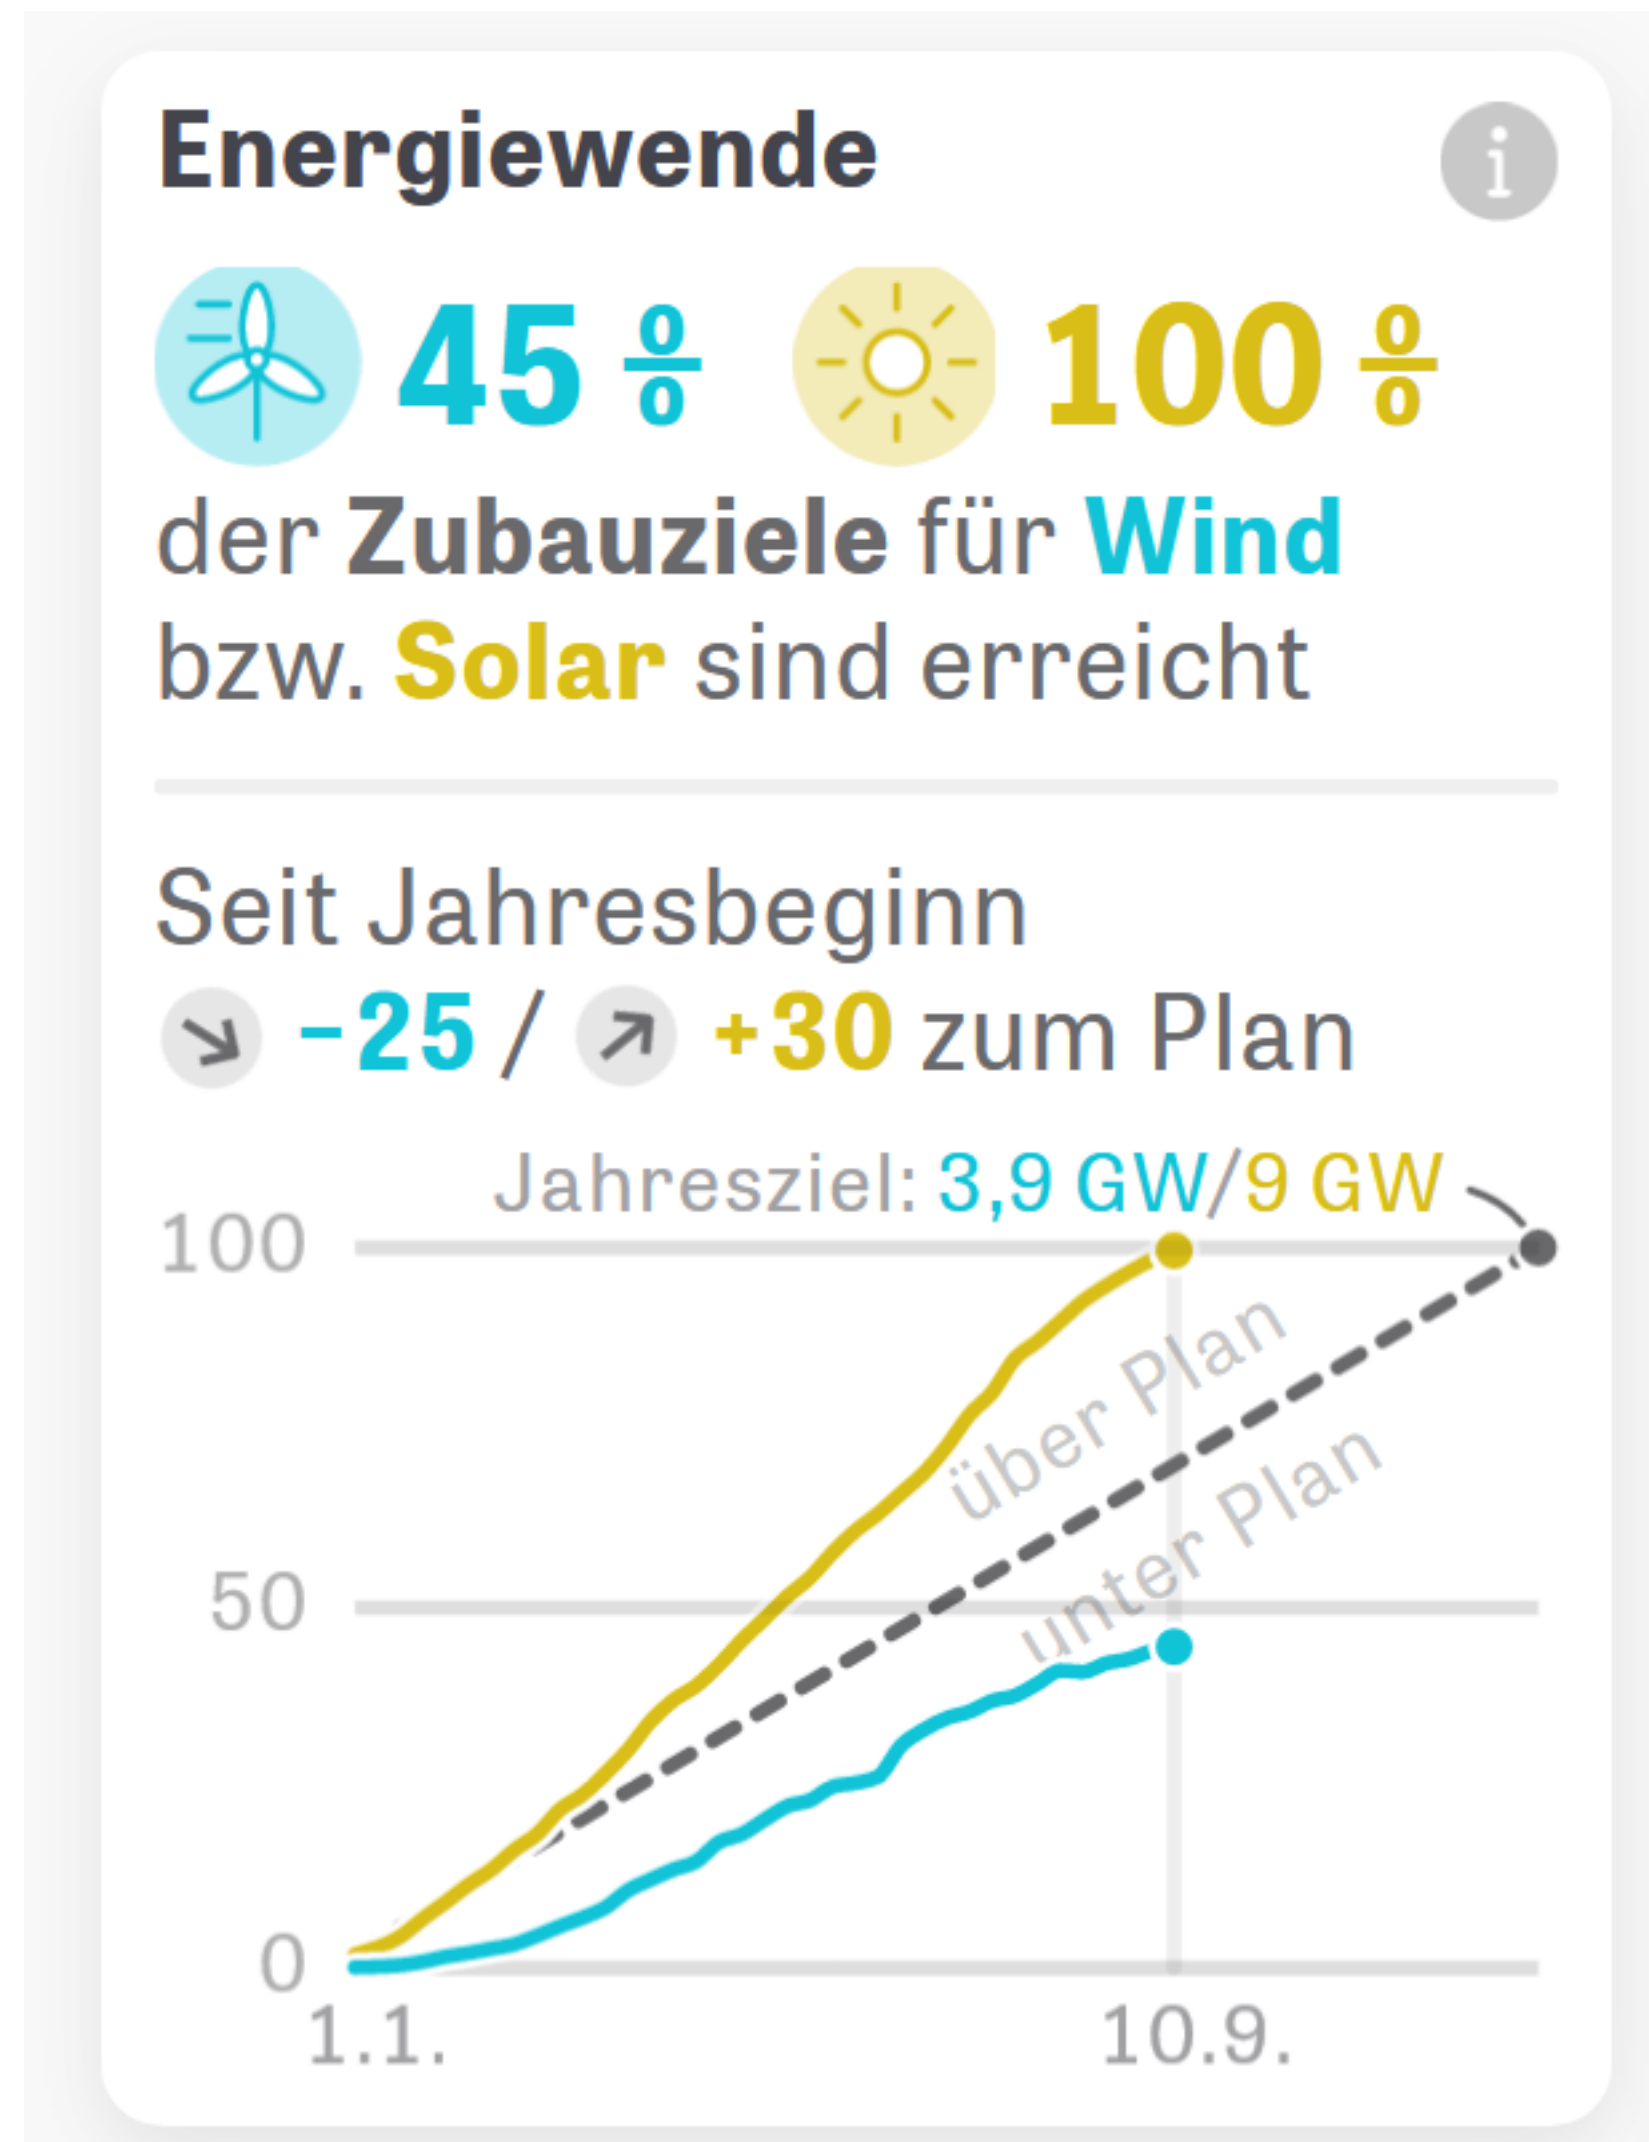 Energiewende
i
45 % 100 %
der Zubauziele für Wind
bzw. Solar sind erreicht
Seit Jahresbeginn
-25 / +30 zum Plan
Jahresziel: 3,9 GW/9 GW
100
über Plan
unter Plan
50
0
1.1. 10.9.